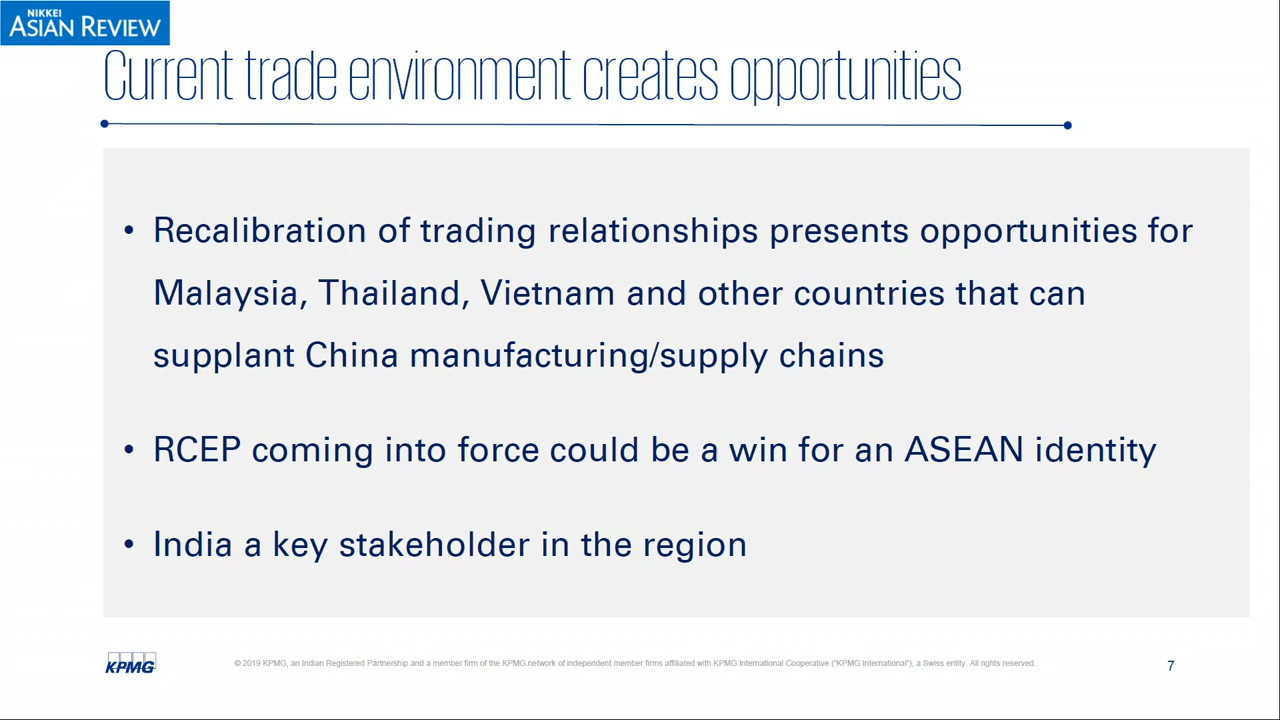 NIKKEI
ASIAN REVIEW
Current trade environment creates opportunities
• Recalibration of trading relationships presents opportunities for
Malaysia, Thailand, Vietnam and other countries that can
supplant China manufacturing/supply chains
• RCEP coming into force could be a win for an ASEAN identity
• India a key stakeholder in the region
KPMG
© 2019 KPMG, an Indian Registered Partnership and a member firm of the KPMG network of independent member firms affiliated with KPMG International Cooperative (“KPMG International”), a Swiss entity. All rights reserved.
7